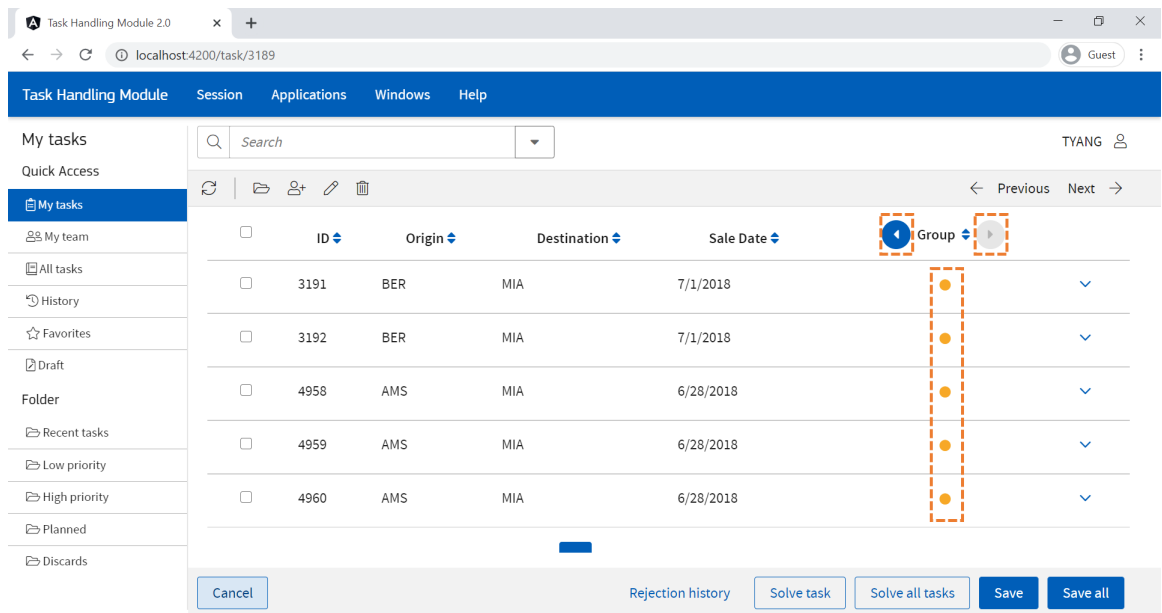 Task Handling Module 2.0
localhost:4200/task/3189
Guest
Task Handling Module Session Applications Windows Help
My tasks
Search
TYANG
Quick Access
Previous Next
My tasks
My team
All tasks
History
Favorites
Draft
Folder
Recent tasks
Low priority
High priority
Planned
Discards
ID Origin Destination Sale Date Group
3191 BER MIA 7/1/2018
3192 BER MIA 7/1/2018
4958 AMS MIA 6/28/2018
4959 AMS MIA 6/28/2018
4960 AMS MIA 6/28/2018
Cancel Rejection history Solve task Solve all tasks Save Save all